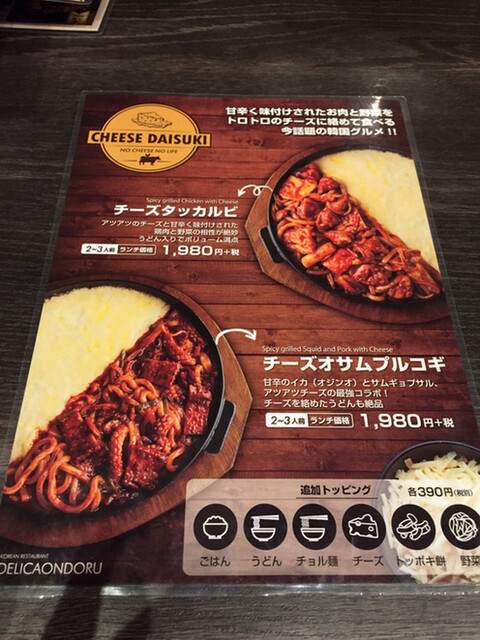 CHEESE DAISUKI
NO CHEESE NO LIFE
甘辛く味付けされたお肉と野菜を
トロトロのチーズに絡めて食べる
今話題の韓国グルメ!!
Spicy grilled Chicken with Cheese
チーズタッカルビ
アツアツのチーズと甘辛く味付けされた
鶏肉と野菜の相性が絶妙
うどん入りでボリューム満点
2~3人前 ランチ価格 1,980円+税
Spicy grilled Squid and Pork with Cheese
チーズオサムプルコギ
甘辛のイカ(オジンオ)とサムギョプサル、
アツアツチーズの最強コラボ!
チーズを絡めたうどんも絶品
2~3人前 ランチ価格 1,980円+税
追加トッピング 各390円(税別)
ごはん うどん チョル麺 チーズ トッポギ餅 野菜
KOREAN RESTAURANT
DELICAONDORU